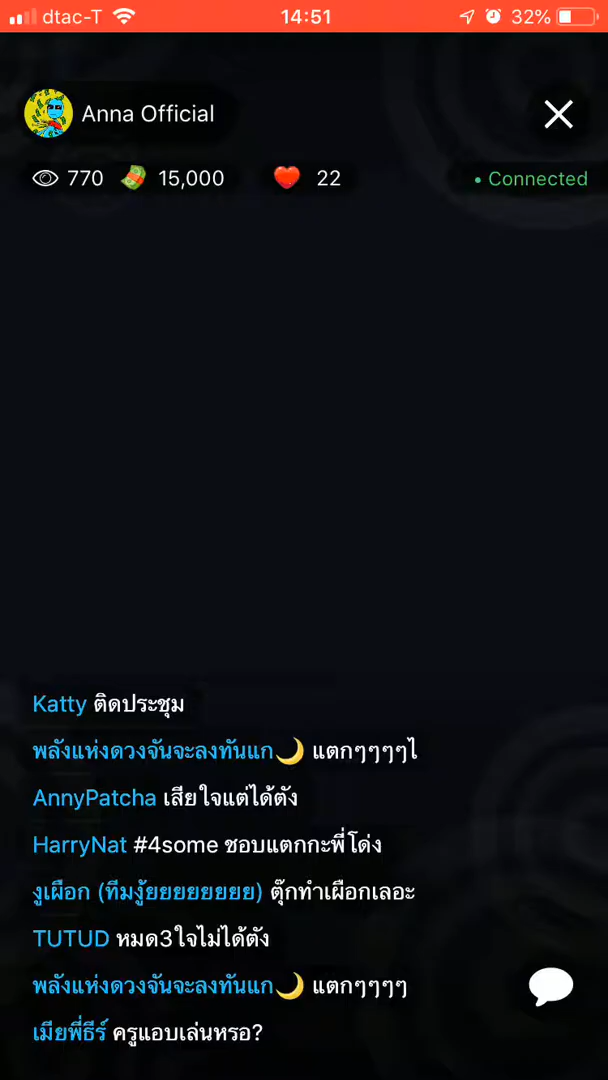 dtac-T 14:51 32%
Anna Official
770 15,000 22 • Connected
Katty ติดประชุม
พลังแห่งดวงจันจะลงทันแก🌙 แตกๆๆๆๆไ
AnnyPatcha เสียใจแต่ได้ตัง
HarryNat #4some ชอบแตกกะพี่โด่ง
งูเผือก (ทีมงู้ยยยยยยยย) ตุ๊กทำเผือกเลอะ
TUTUD หมด3ใจไม่ได้ตัง
พลังแห่งดวงจันจะลงทันแก🌙 แตกๆๆๆๆ
เมียพี่ธีร์ ครูแอบเล่นหรอ?